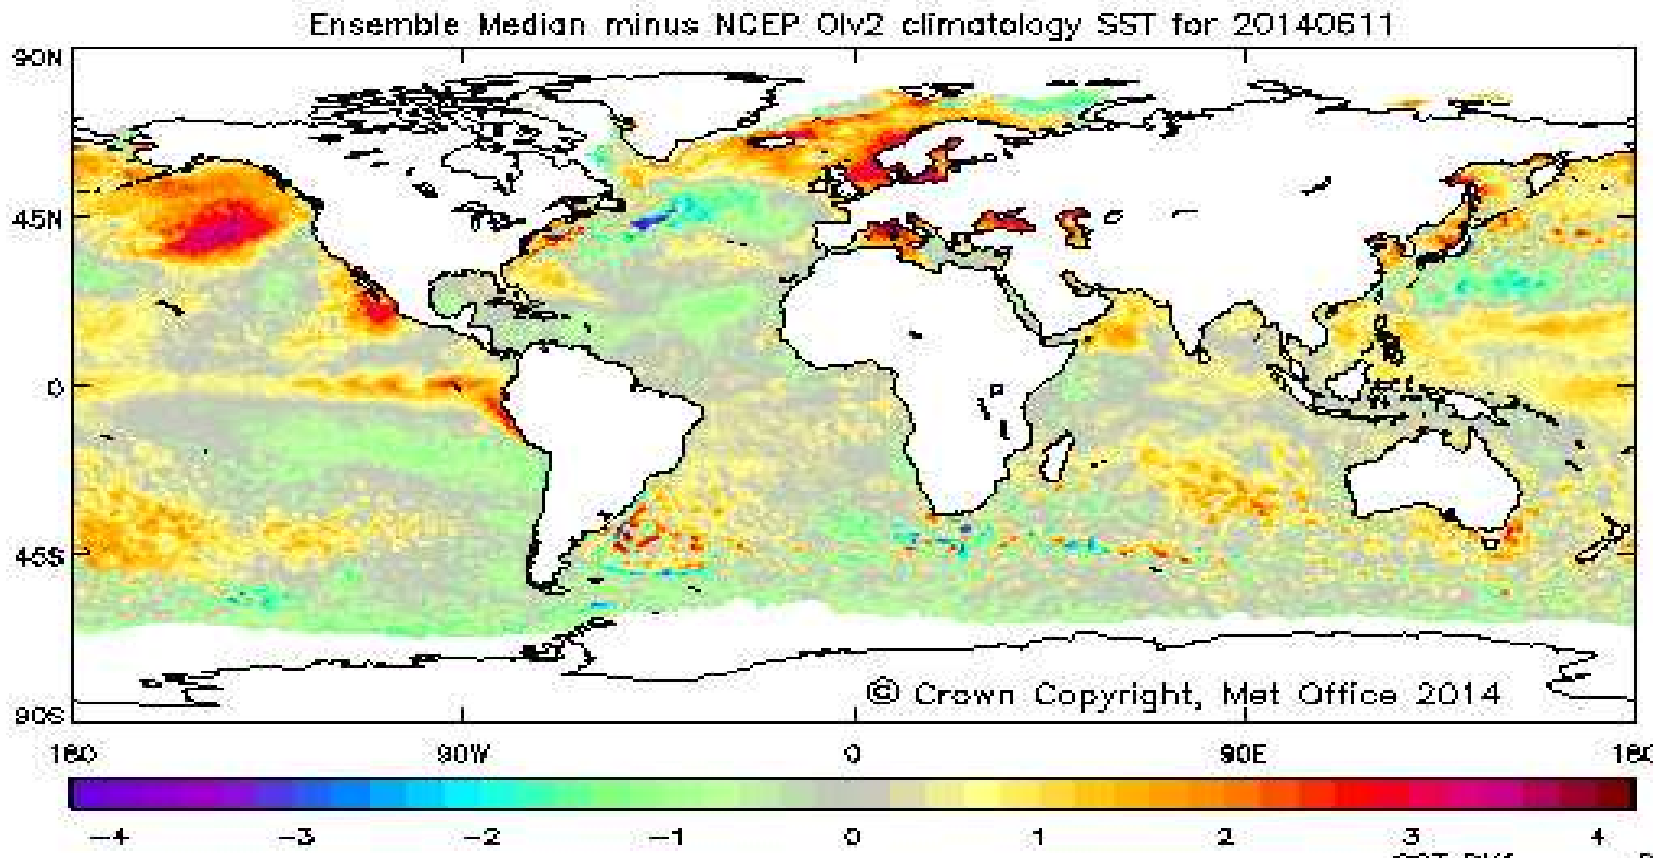 Ensemble Median minus NCEP OIv2 climatology SST for 20140611
90N
45N
0
45S
90S
© Crown Copyright, Met Office 2014
180 90W 0 90E 180
-4 -3 -2 -1 0 1 2 3 4